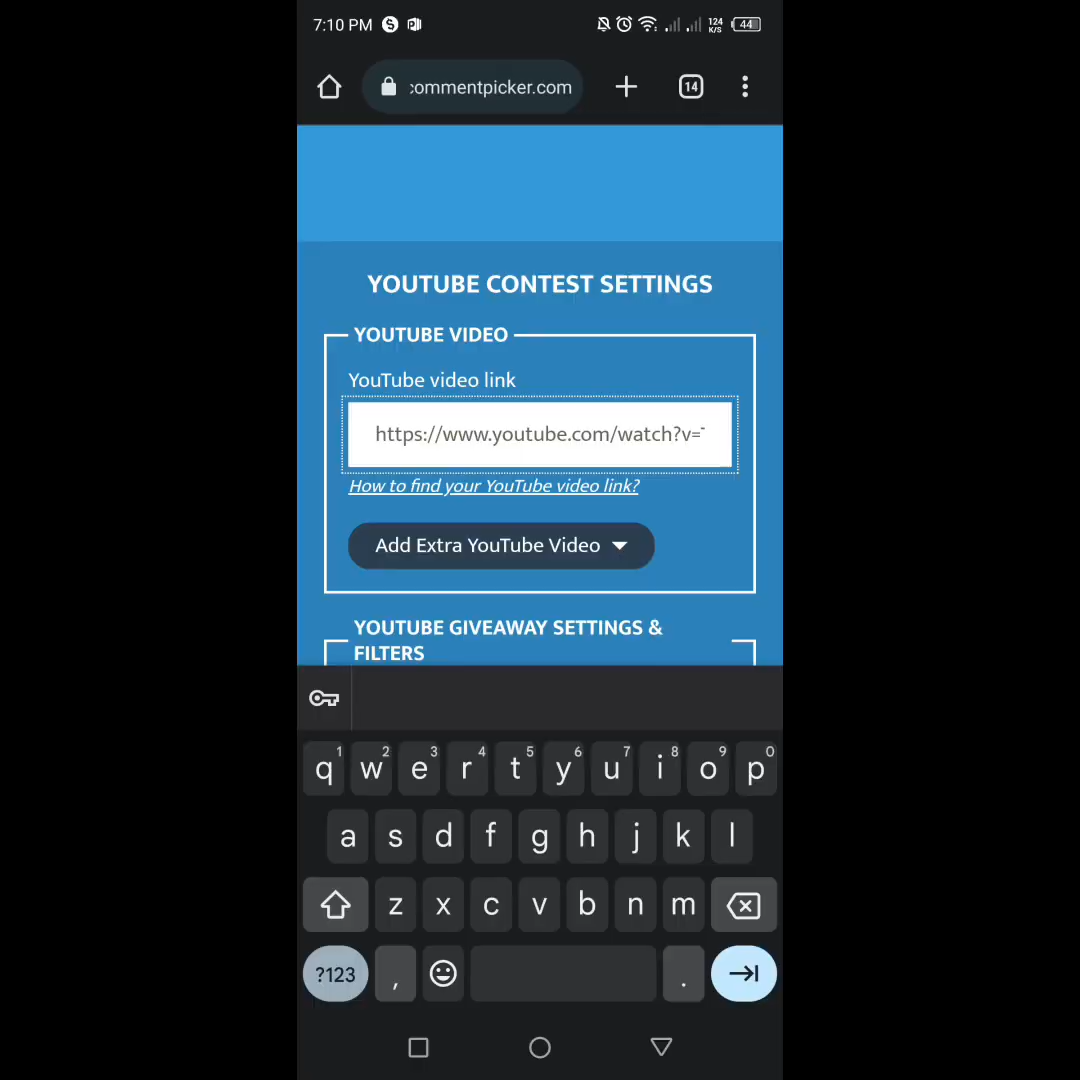 7:10 PM
124
K/S
44
commentpicker.com
14
YOUTUBE CONTEST SETTINGS
YOUTUBE VIDEO
YouTube video link
https://www.youtube.com/watch?v=
How to find your YouTube video link?
Add Extra YouTube Video
YOUTUBE GIVEAWAY SETTINGS &
FILTERS
1 2 3 4 5 6 7 8 9 0
q w e r t y u i o p
a s d f g h j k l
z x c v b n m
?123 , .